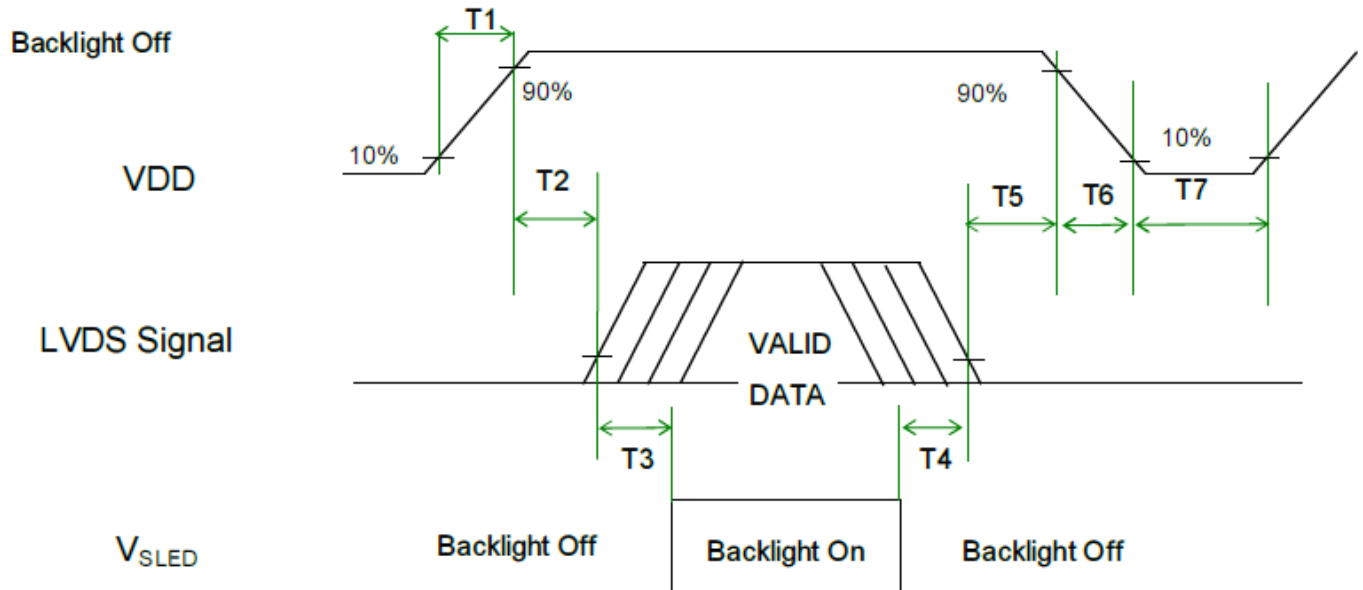 T1
Backlight Off
90%
90%
10%
10%
VDD
T2
T5
T6
T7
LVDS Signal
VALID
DATA
T3
T4
Backlight Off
Backlight On
Backlight Off
VSLED